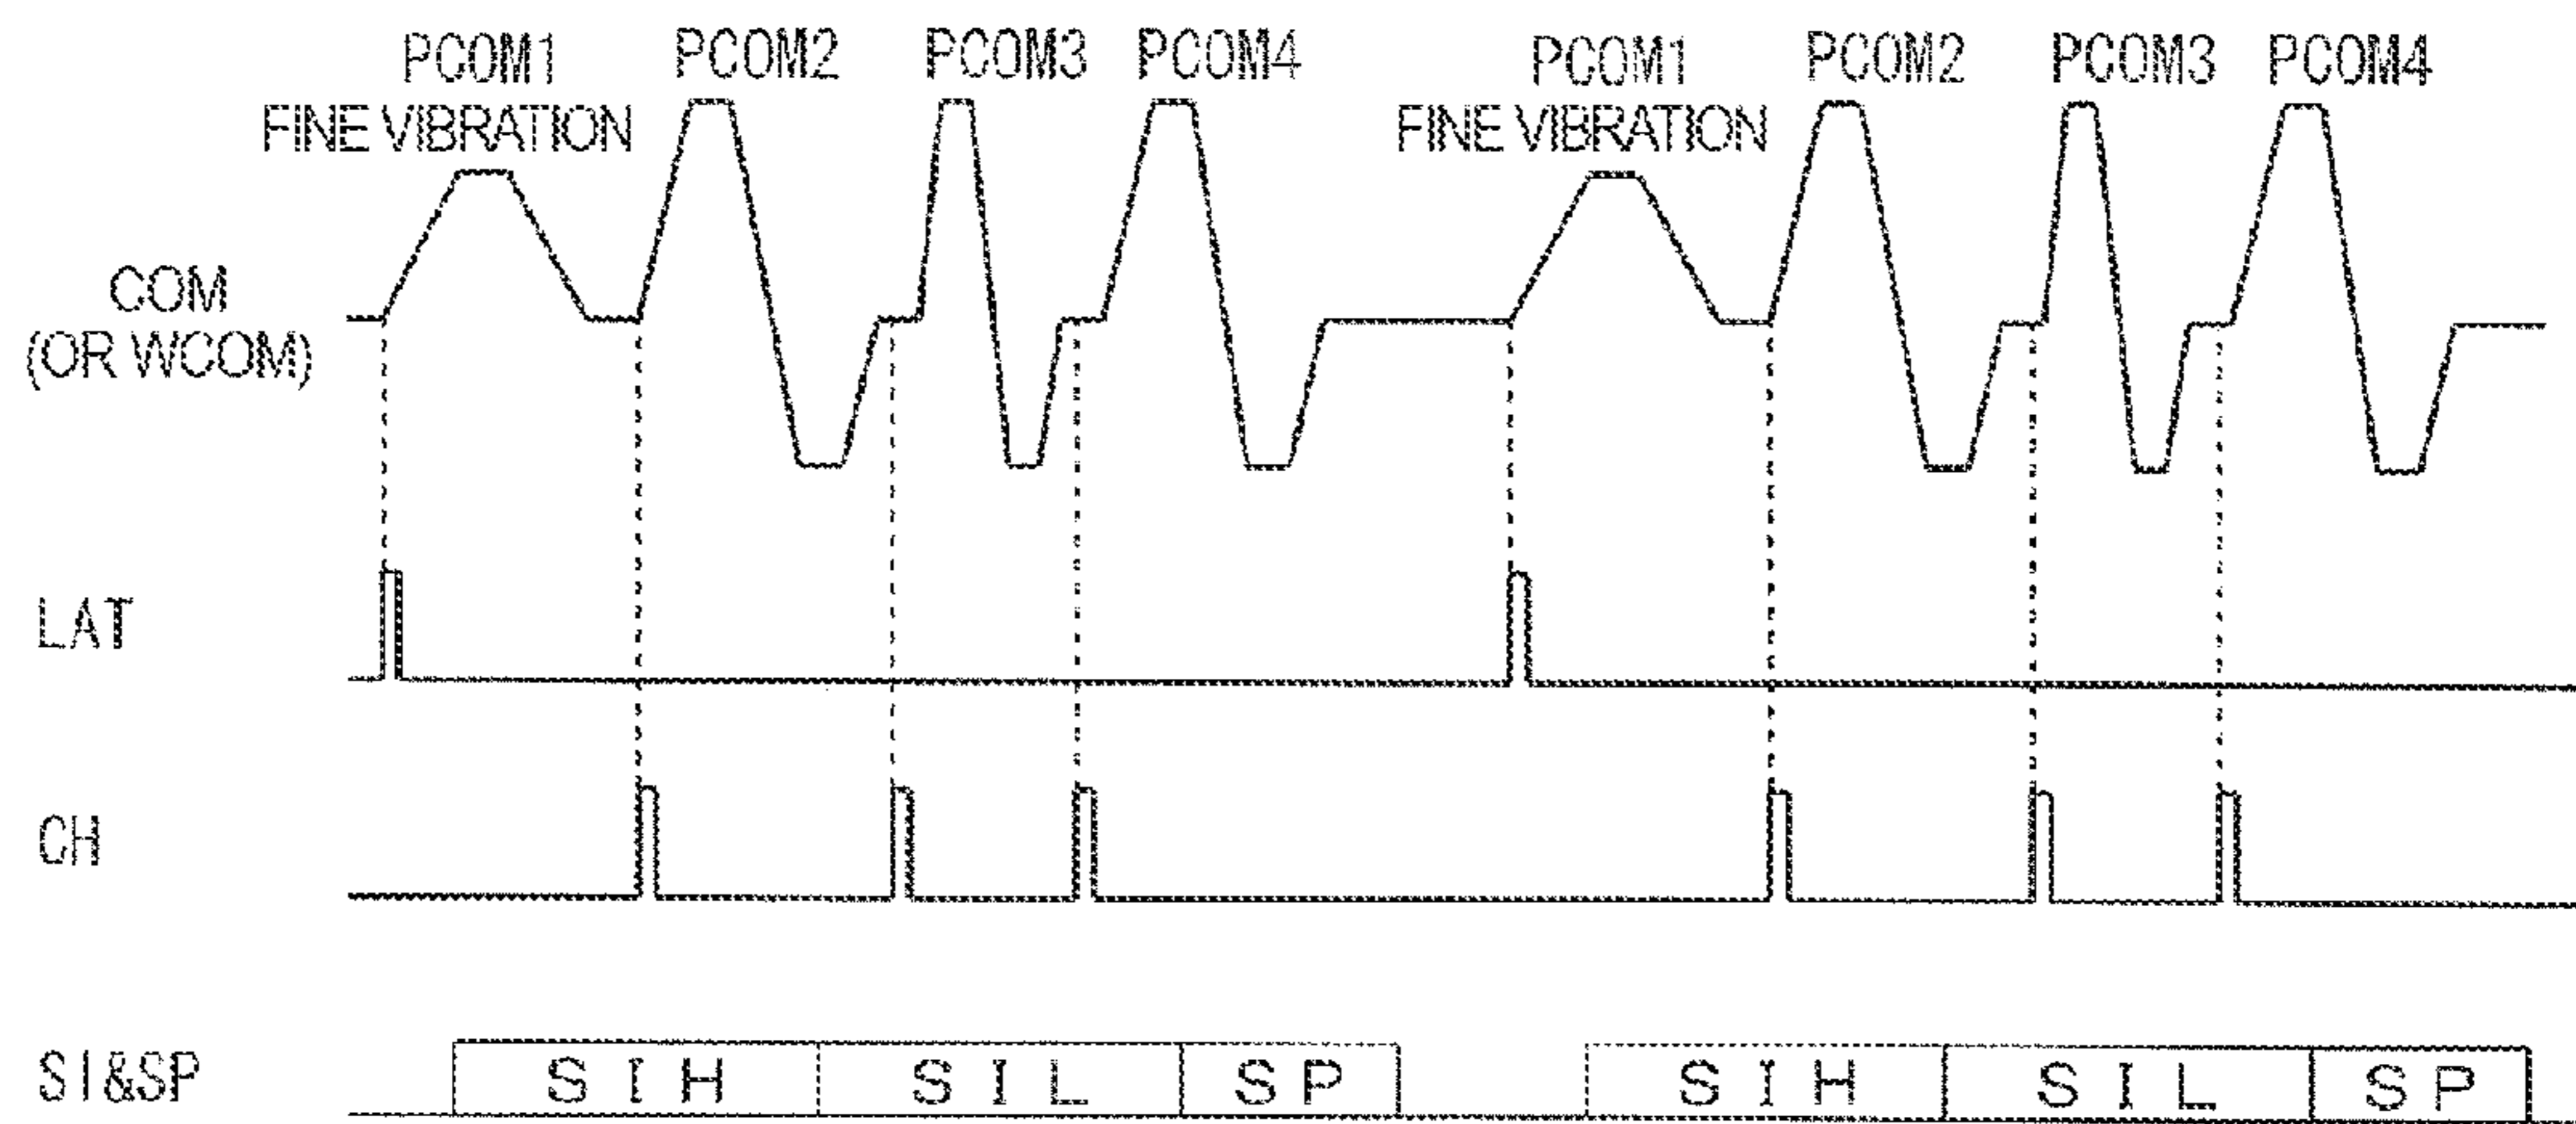 PCOM1 PCOM2 PCOM3 PCOM4 PCOM1 PCOM2 PCOM3 PCOM4
FINE VIBRATION FINE VIBRATION
COM
(OR WCOM)
LAT
CH
SI&SP SIH SIL SP SIH SIL SP